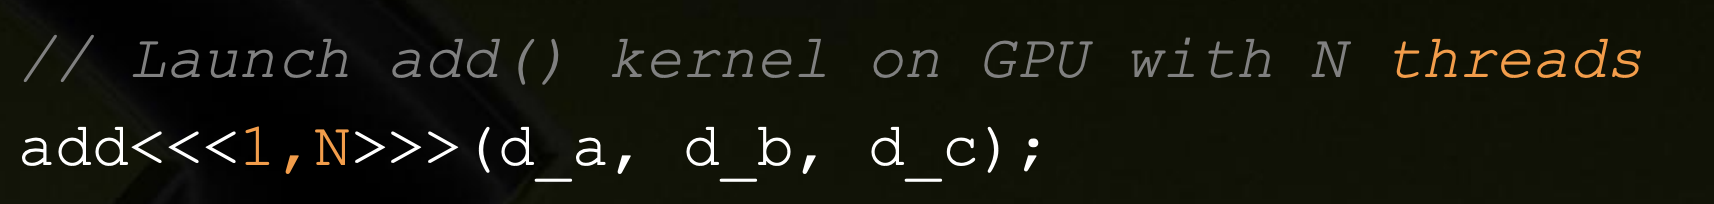 // Launch add() kernel on GPU with N threads
add<<<1,N>>>(d_a, d_b, d_c);